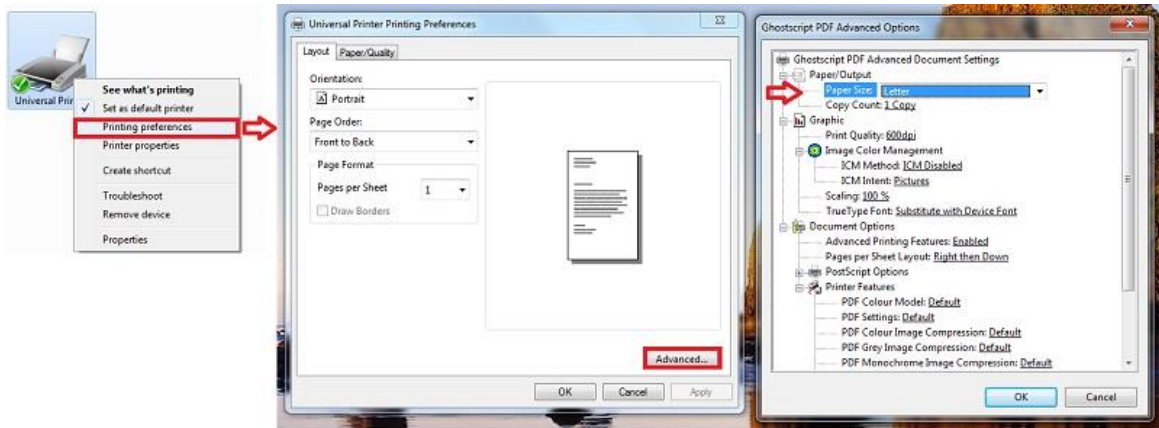 Universal Prin
See what's printing
Set as default printer
Printing preferences
Printer properties
Create shortcut
Troubleshoot
Remove device
Properties
Universal Printer Printing Preferences
Layout Paper/Quality
Orientation:
Portrait
Page Order:
Front to Back
Page Format
Pages per Sheet 1
Draw Borders
Advanced...
OK Cancel Apply
Ghostscript PDF Advanced Options
Ghostscript PDF Advanced Document Settings
Paper/Output
Paper Size: Letter
Copy Count: 1 Copy
Graphic
Print Quality: 600dpi
Image Color Management
ICM Method: ICM Disabled
ICM Intent: Pictures
Scaling: 100 %
TrueType Font: Substitute with Device Font
Document Options
Advanced Printing Features: Enabled
Pages per Sheet Layout: Right then Down
PostScript Options
Printer Features
PDF Colour Model: Default
PDF Settings: Default
PDF Colour Image Compression: Default
PDF Grey Image Compression: Default
PDF Monochrome Image Compression: Default
OK Cancel